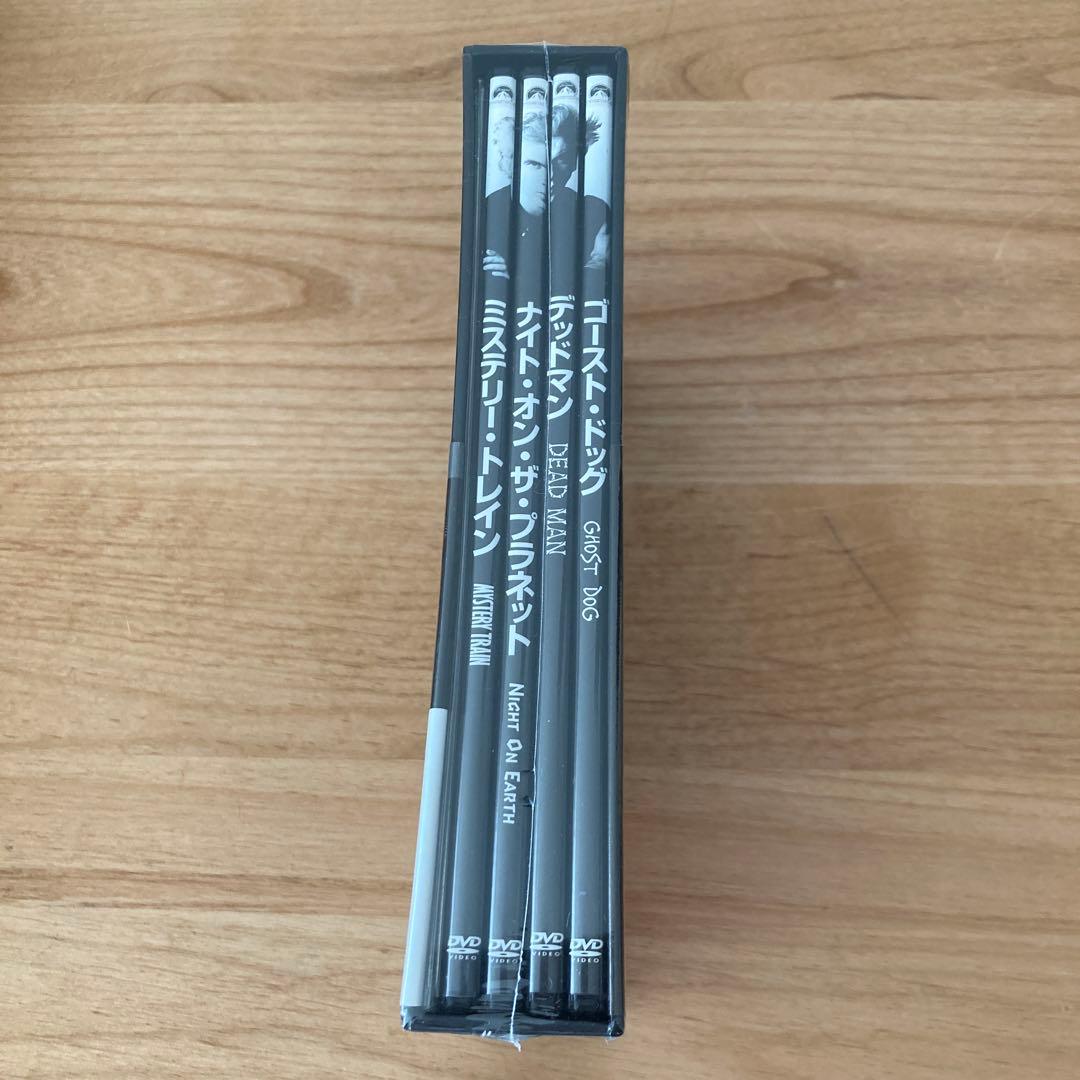 ミステリー・トレイン
MYSTERY TRAIN
DVD
VIDEO
ナイト・オン・ザ・プラネット
NIGHT ON EARTH
DVD
VIDEO
デッドマン
DEAD MAN
DVD
VIDEO
ゴースト・ドッグ
GHOST DOG
DVD
VIDEO